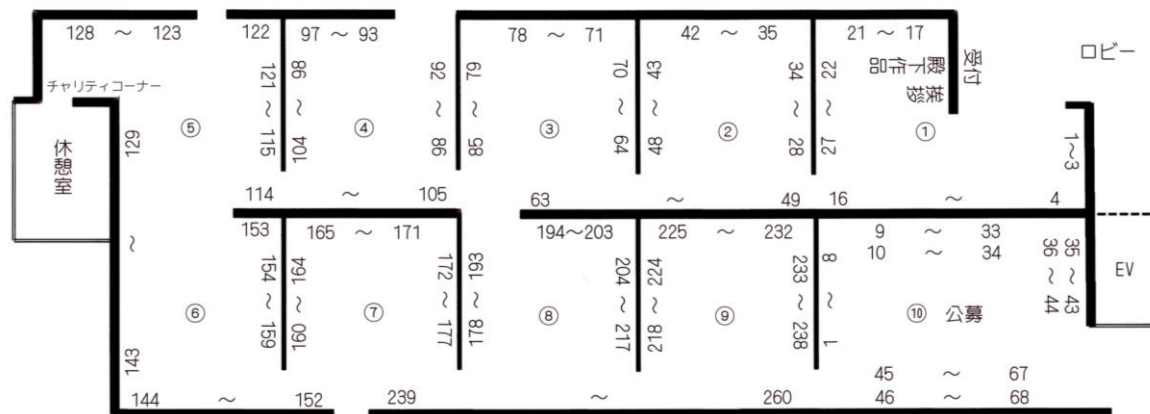 128 ～ 123
122
97 ～ 93
78 ～ 71
42 ～ 35
21 ～ 17
受付
殿下作品
挨拶
ロビー
チャリティコーナー
休憩室
129 ～ 143
⑤
121 ～ 115
98 ～ 104
④
92 ～ 86
79 ～ 85
③
70 ～ 64
43 ～ 48
②
34 ～ 28
22 ～ 27
①
1～3
114 ～ 105
63 ～ 49
16 ～ 4
153
165 ～ 171
194～203
225 ～ 232
9 ～ 33
10 ～ 34
35 ～ 43
36 ～ 44
EV
⑥
154 ～ 159
164 ～ 160
⑦
172 ～ 177
193 ～ 178
⑧
204 ～ 217
224 ～ 218
⑨
233 ～ 238
8 ～ 1
⑩ 公募
45 ～ 67
46 ～ 68
144 ～ 152
239 ～ 260